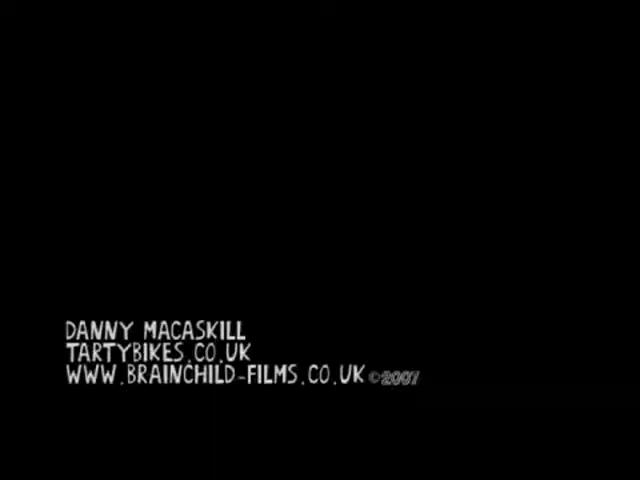 DANNY MACASKILL
TARTYBIKES.CO.UK
WWW.BRAINCHILD-FILMS.CO.UK ©2007